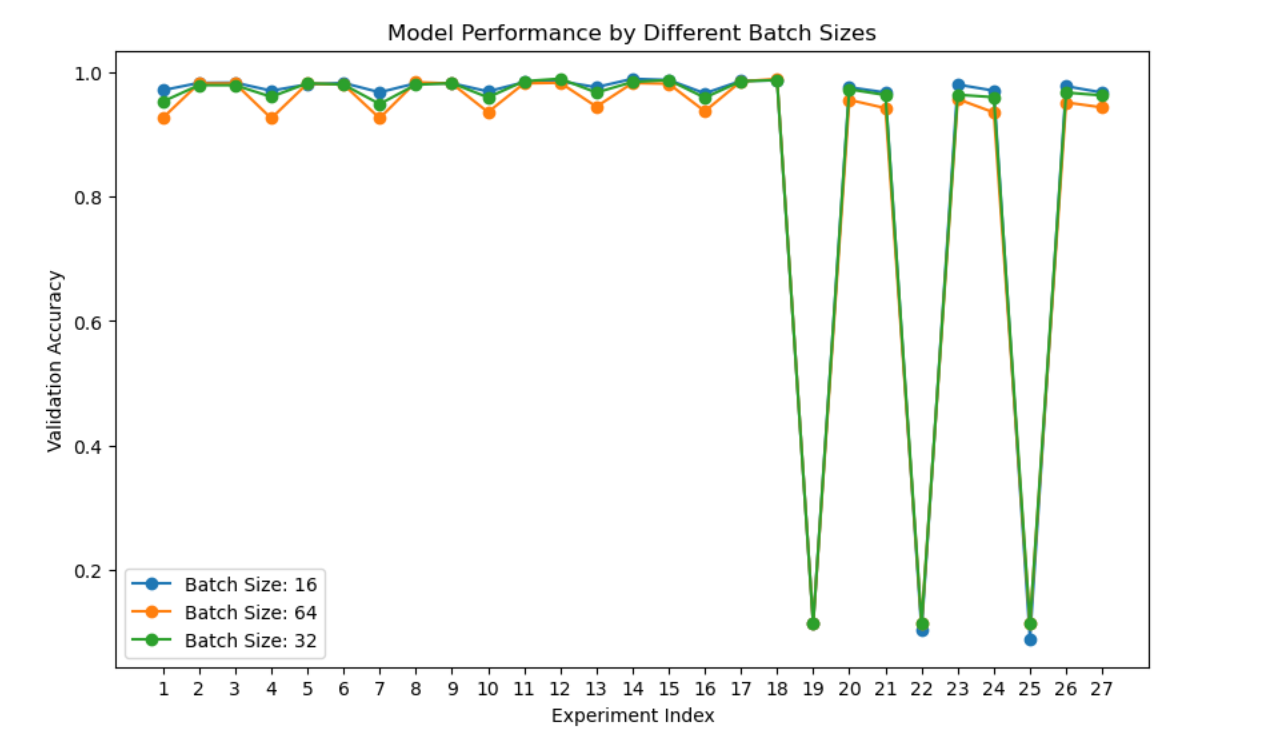 Model Performance by Different Batch Sizes
1.0
0.8
0.6
0.4
0.2
Validation Accuracy
Batch Size: 16
Batch Size: 64
Batch Size: 32
1 2 3 4 5 6 7 8 9 10 11 12 13 14 15 16 17 18 19 20 21 22 23 24 25 26 27
Experiment Index